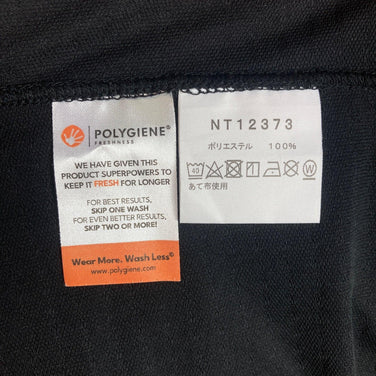 POLYGIENE®
FRESHNESS
WE HAVE GIVEN THIS
PRODUCT SUPERPOWERS TO
KEEP IT FRESH FOR LONGER
FOR BEST RESULTS,
SKIP ONE WASH
FOR EVEN BETTER RESULTS,
SKIP TWO OR MORE!
Wear More. Wash Less®
www.polygiene.com
NT12373
ポリエステル 100%
40 W
あて布使用